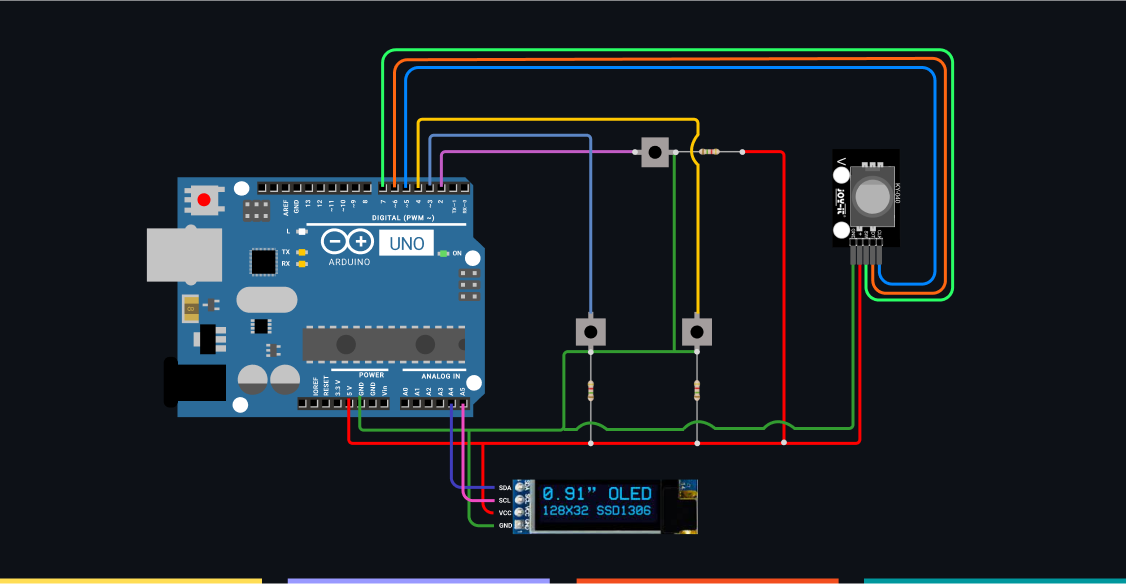 AREF
GND
13
12
~11
~10
~9
8
7
~6
~5
4
~3
2
TX→1
RX←0
DIGITAL (PWM ~)
L
TX
RX
UNO
ARDUINO
ON
V
JOY-iT
KY-040
POWER
ANALOG IN
IOREF
RESET
3.3 V
5 V
GND
GND
Vin
A0
A1
A2
A3
A4
A5
SDA
SCL
VCC
GND
0.91" OLED
128X32 SSD1306